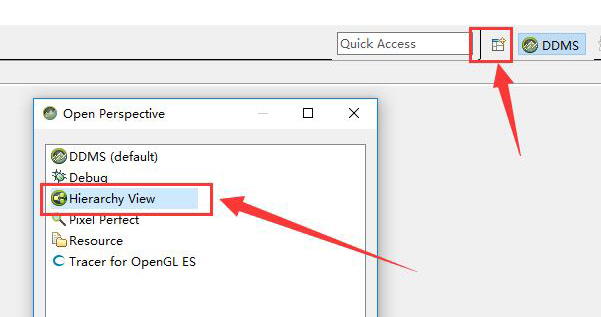 Quick Access
DDMS
Open Perspective
DDMS (default)
Debug
Hierarchy View
Pixel Perfect
Resource
Tracer for OpenGL ES